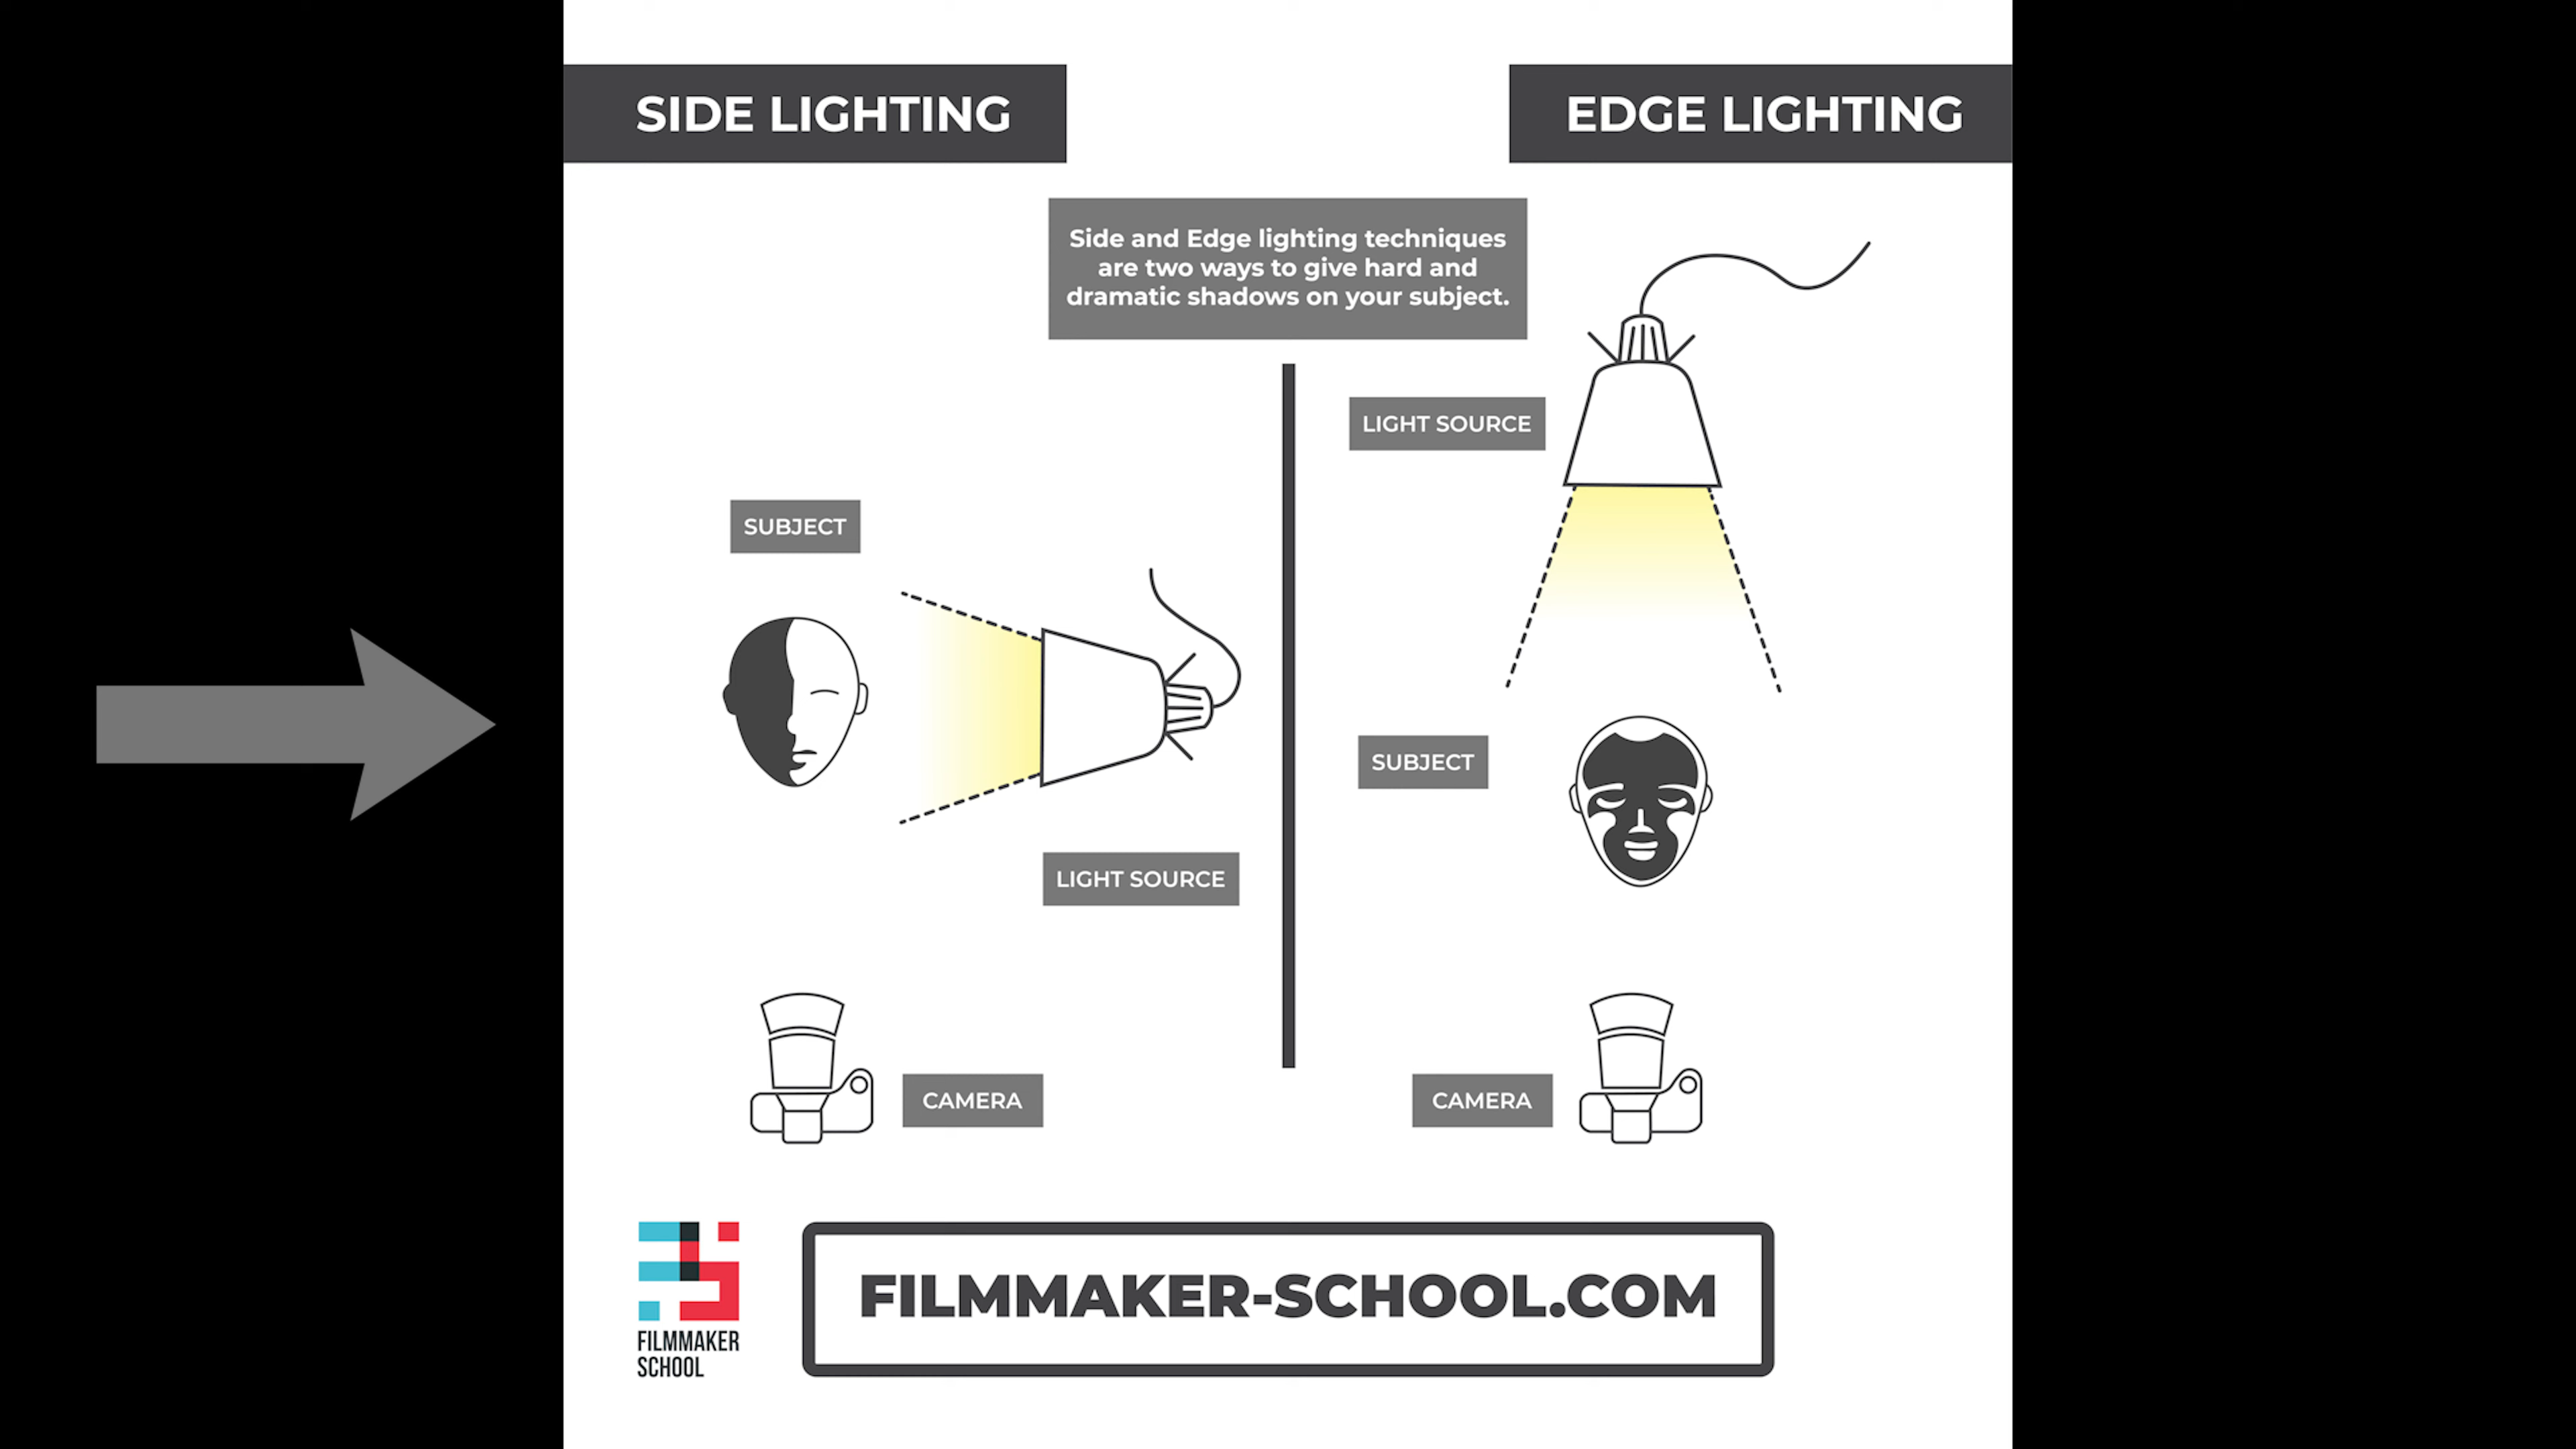 SIDE LIGHTING
EDGE LIGHTING
Side and Edge lighting techniques
are two ways to give hard and
dramatic shadows on your subject.
LIGHT SOURCE
SUBJECT
SUBJECT
LIGHT SOURCE
CAMERA
CAMERA
FILMMAKER
SCHOOL
FILMMAKER-SCHOOL.COM